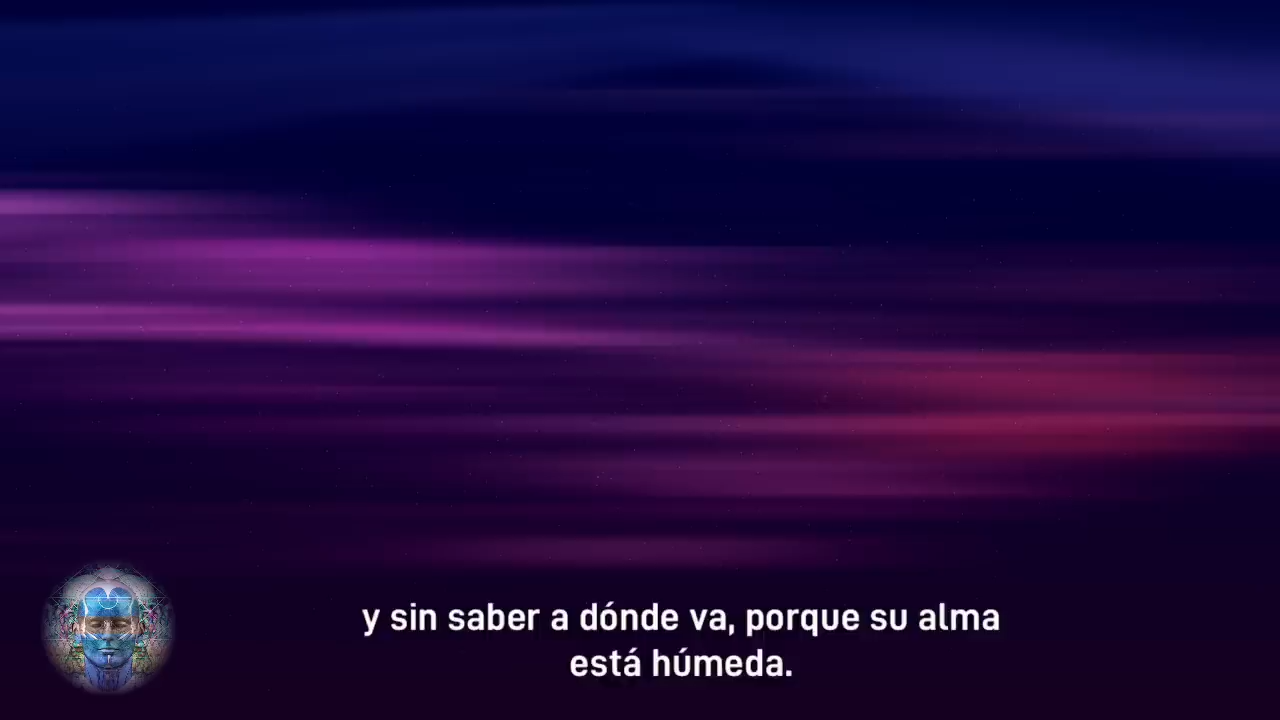 y sin saber a dónde va, porque su alma
está húmeda.